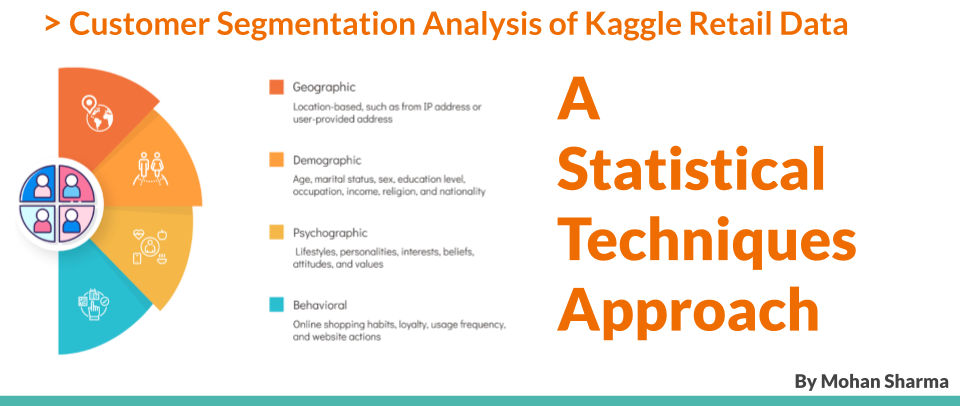 > Customer Segmentation Analysis of Kaggle Retail Data
Geographic
Location-based, such as from IP address or
user-provided address
Demographic
Age, marital status, sex, education level,
occupation, income, religion, and nationality
Psychographic
Lifestyles, personalities, interests, beliefs,
attitudes, and values
Behavioral
Online shopping habits, loyalty, usage frequency,
and website actions
A
Statistical
Techniques
Approach
By Mohan Sharma